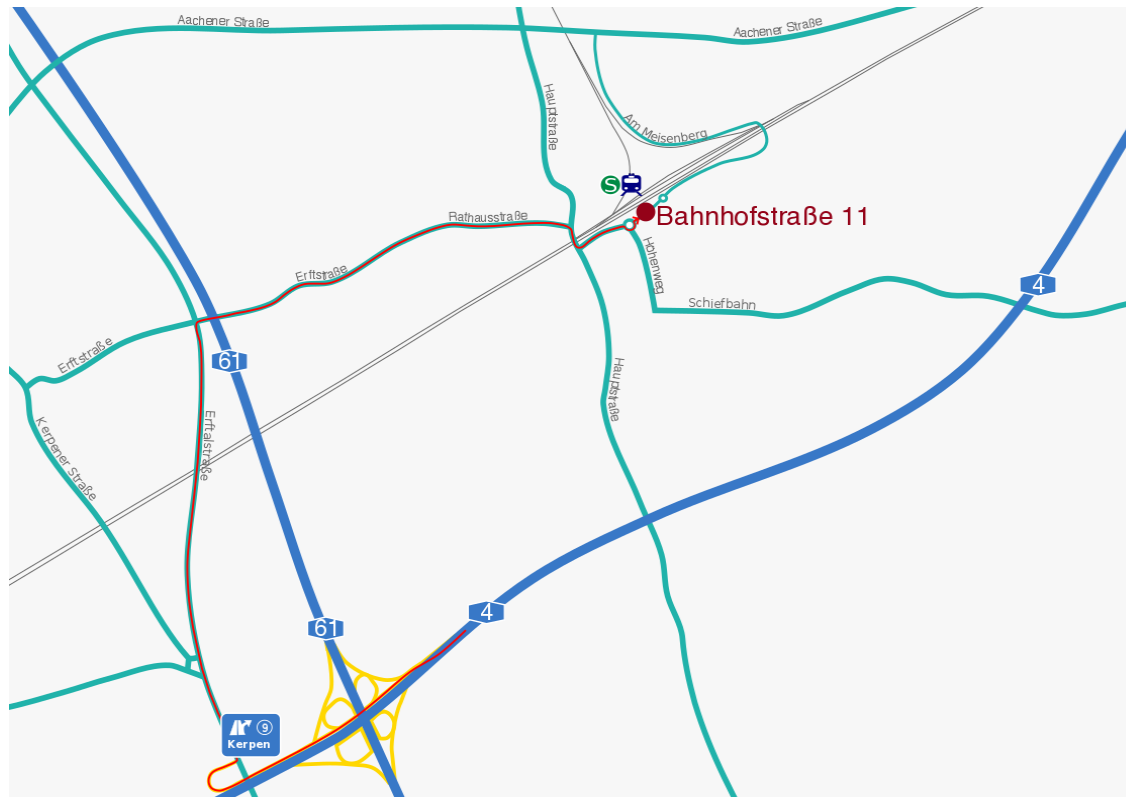 Aachener Straße
Aachener Straße
Hauptstraße
Am Meisenberg
S
Bahnhofstraße 11
Rathausstraße
Hohenweg
Erftstraße
4
Schiefbahn
Erftstraße
61
Hauptstraße
Kerpener Straße
Erftalstraße
4
61
9
Kerpen